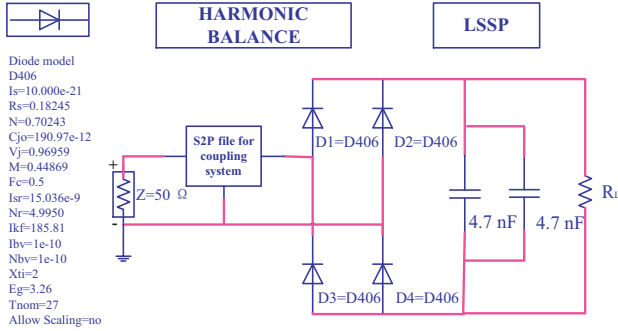 HARMONIC
BALANCE
LSSP
Diode model
D406
Is=10.000e-21
Rs=0.18245
N=0.70243
Cjo=190.97e-12
Vj=0.96959
M=0.44869
Fc=0.5
Isr=15.036e-9
Nr=4.9950
Ikf=185.81
Ibv=1e-10
Nbv=1e-10
Xti=2
Eg=3.26
Tnom=27
Allow Scaling=no
+
Z=50 Ω
-
S2P file for
coupling
system
D1=D406
D2=D406
D3=D406
D4=D406
4.7 nF
4.7 nF
RL